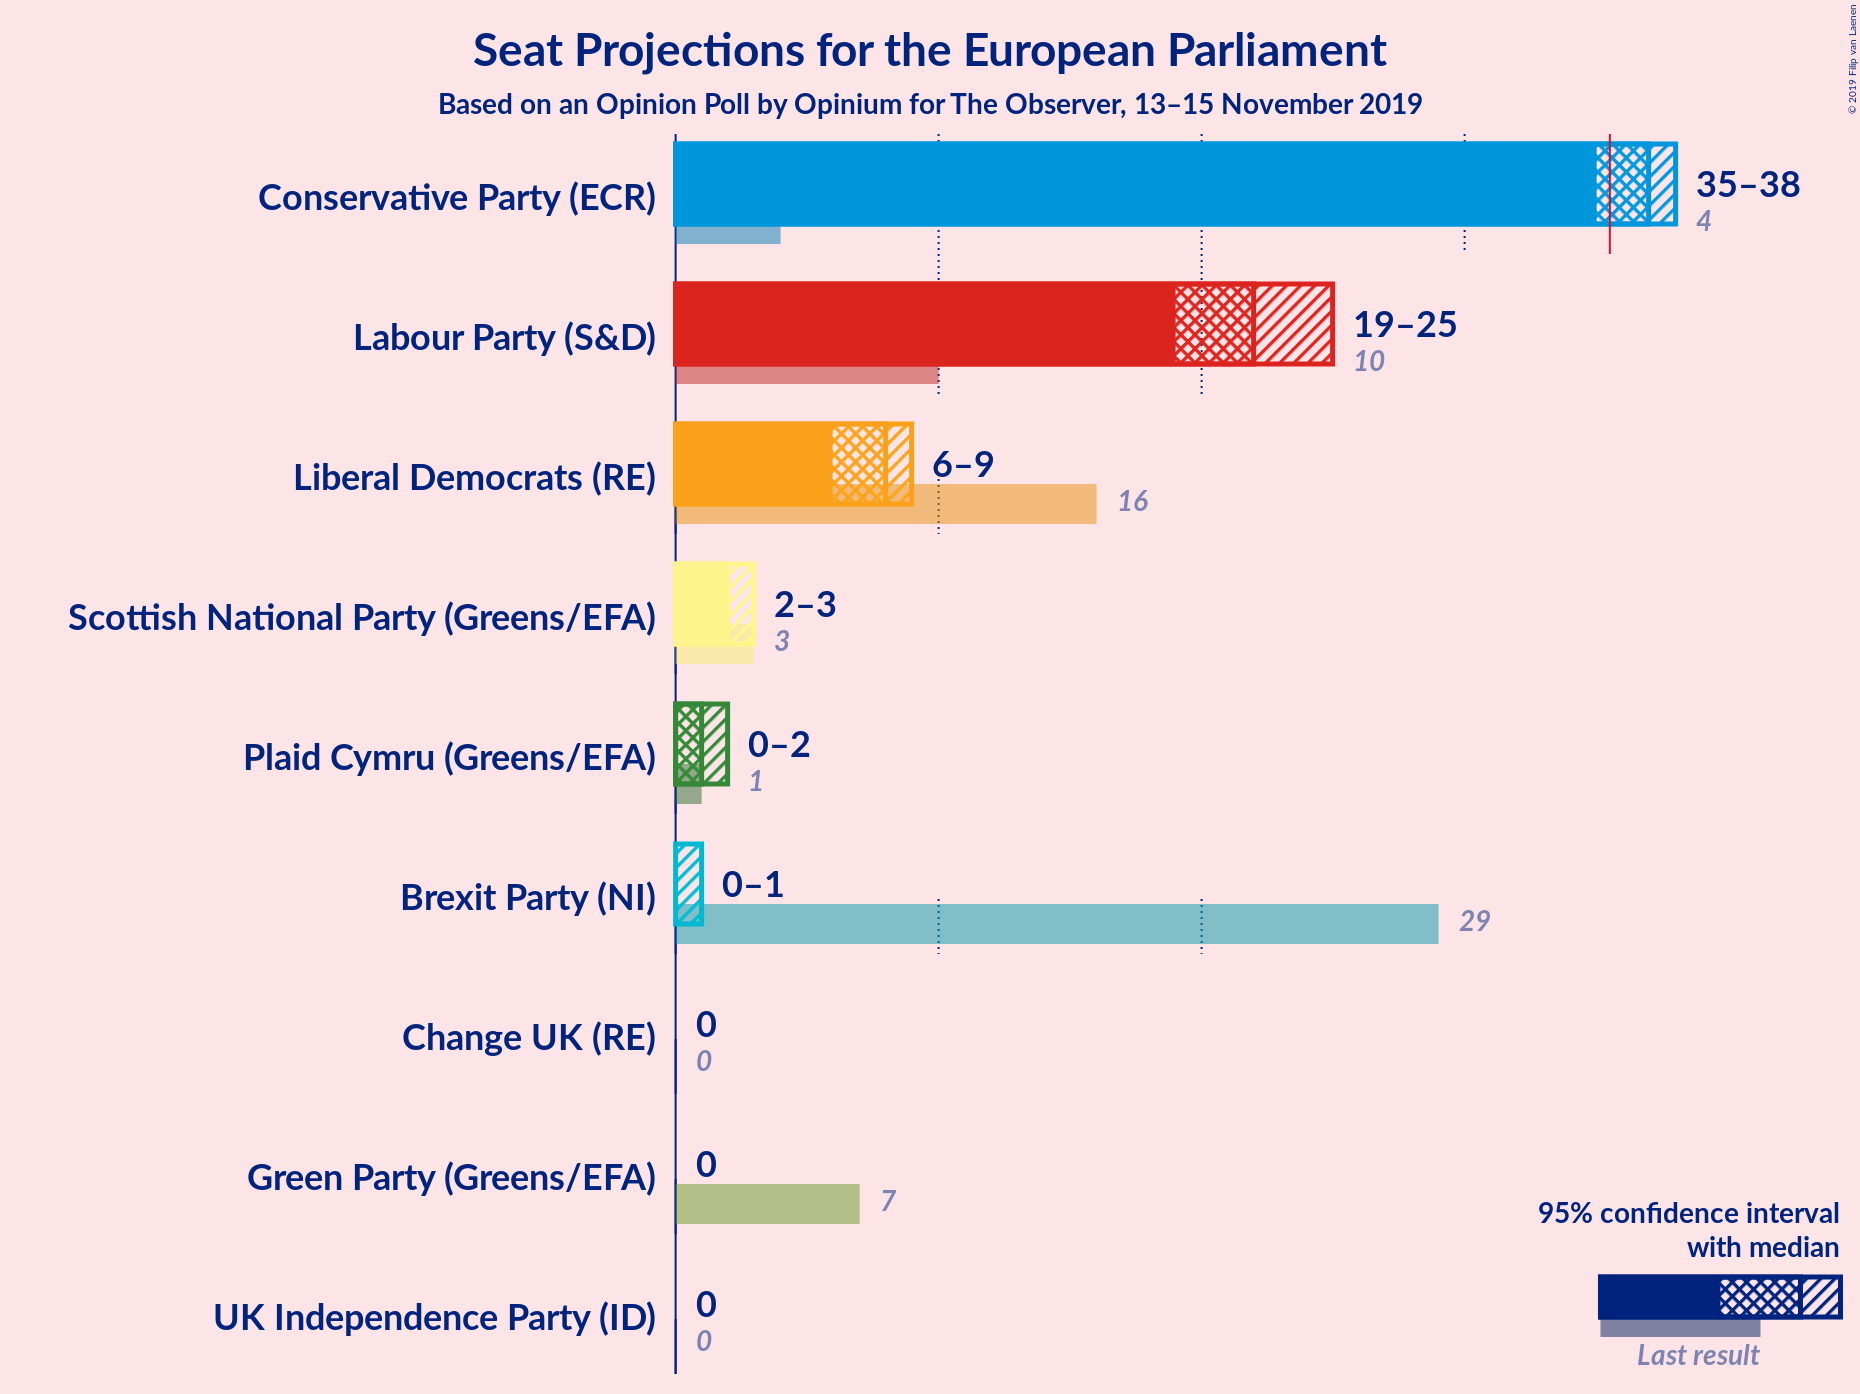 Seat Projections for the European Parliament
Based on an Opinion Poll by Opinium for The Observer, 13–15 November 2019
© 2019 Filip van Laenen
Conservative Party (ECR)
35–38
4
Labour Party (S&D)
19–25
10
Liberal Democrats (RE)
6–9
16
Scottish National Party (Greens/EFA)
2–3
3
Plaid Cymru (Greens/EFA)
0–2
1
Brexit Party (NI)
0–1
29
Change UK (RE)
0
0
Green Party (Greens/EFA)
0
7
UK Independence Party (ID)
0
0
95% confidence interval
with median
Last result